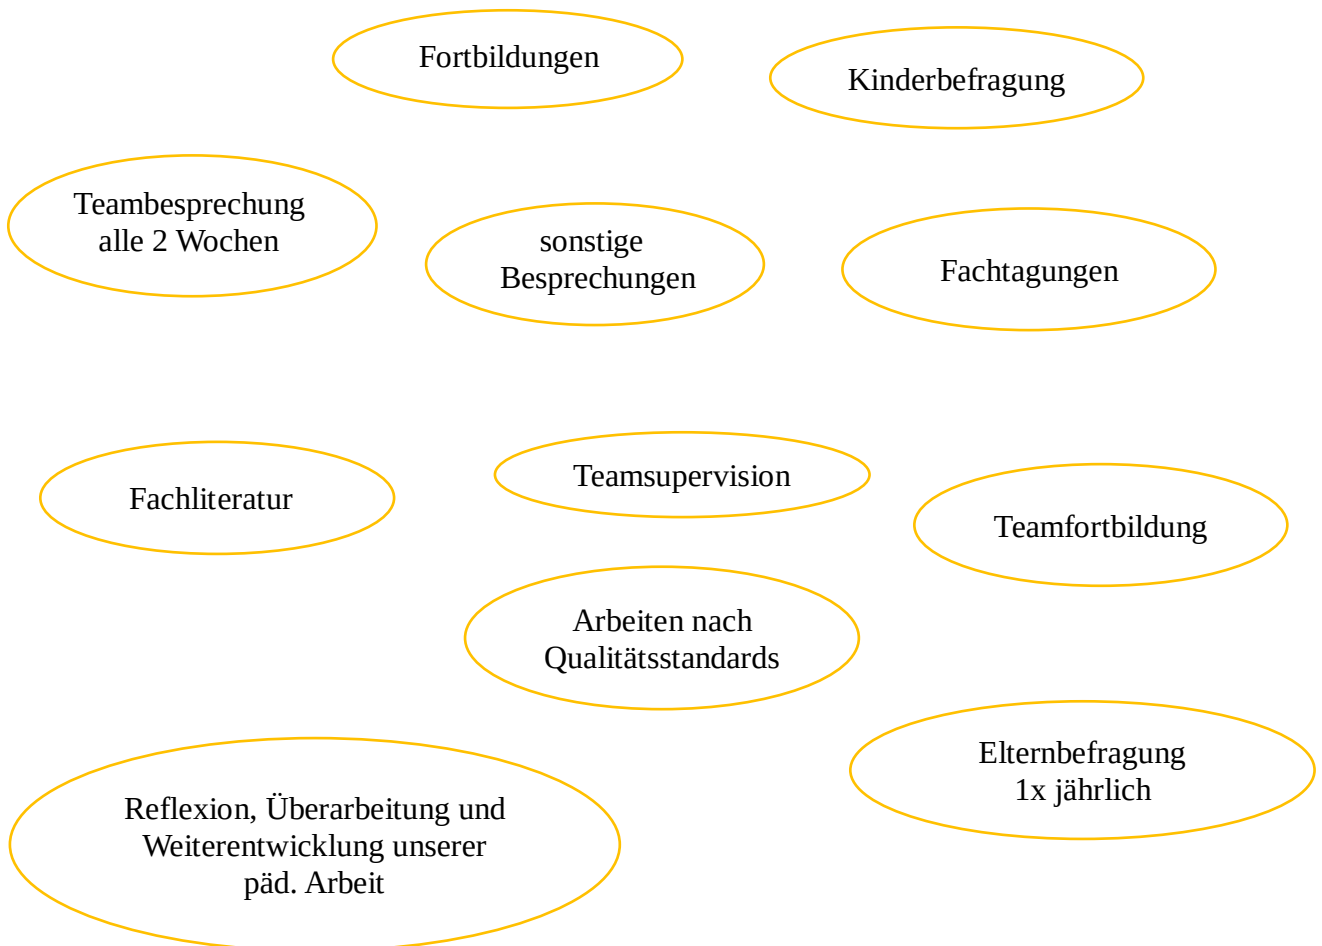 Fortbildungen
Kinderbefragung
Teambesprechung
alle 2 Wochen
sonstige
Besprechungen
Fachtagungen
Fachliteratur
Teamsupervision
Teamfortbildung
Arbeiten nach
Qualitätsstandards
Elternbefragung
1x jährlich
Reflexion, Überarbeitung und
Weiterentwicklung unserer
päd. Arbeit